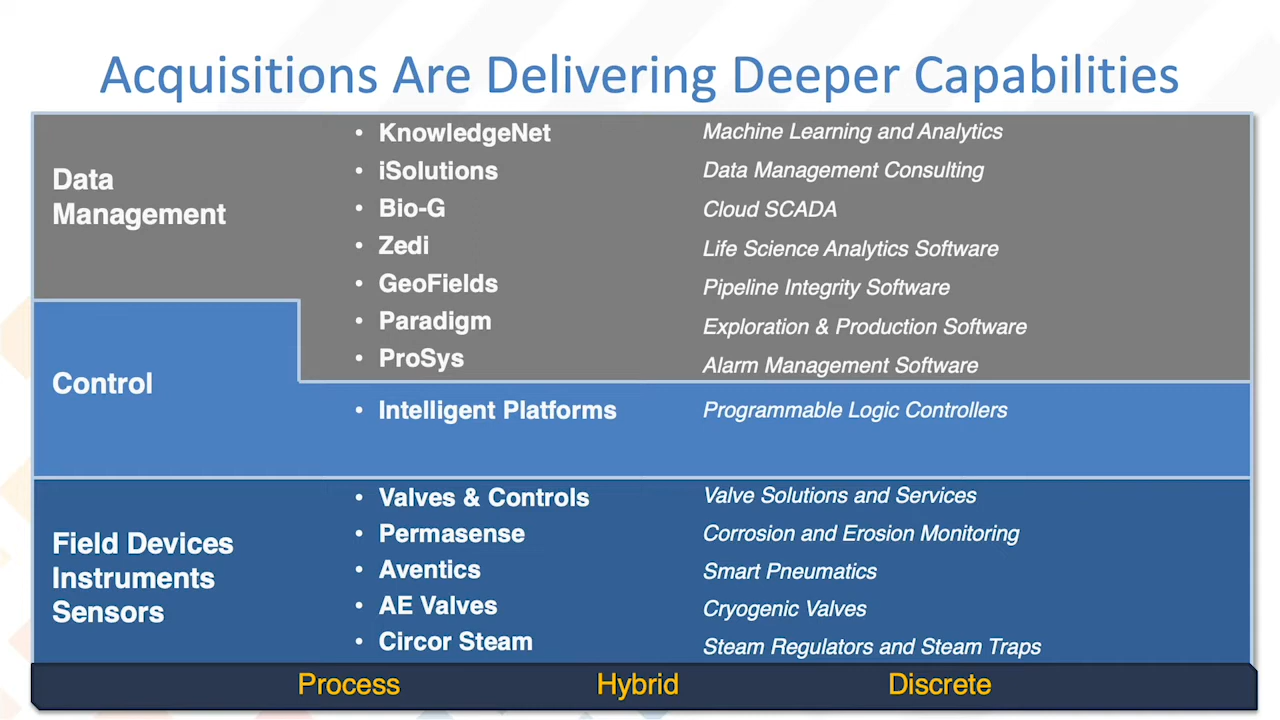 Acquisitions Are Delivering Deeper Capabilities
Data
Management
• KnowledgeNet Machine Learning and Analytics
• iSolutions Data Management Consulting
• Bio-G Cloud SCADA
• Zedi Life Science Analytics Software
• GeoFields Pipeline Integrity Software
• Paradigm Exploration & Production Software
• ProSys Alarm Management Software
Control
• Intelligent Platforms Programmable Logic Controllers
Field Devices
Instruments
Sensors
• Valves & Controls Valve Solutions and Services
• Permasense Corrosion and Erosion Monitoring
• Aventics Smart Pneumatics
• AE Valves Cryogenic Valves
• Circor Steam Steam Regulators and Steam Traps
Process Hybrid Discrete